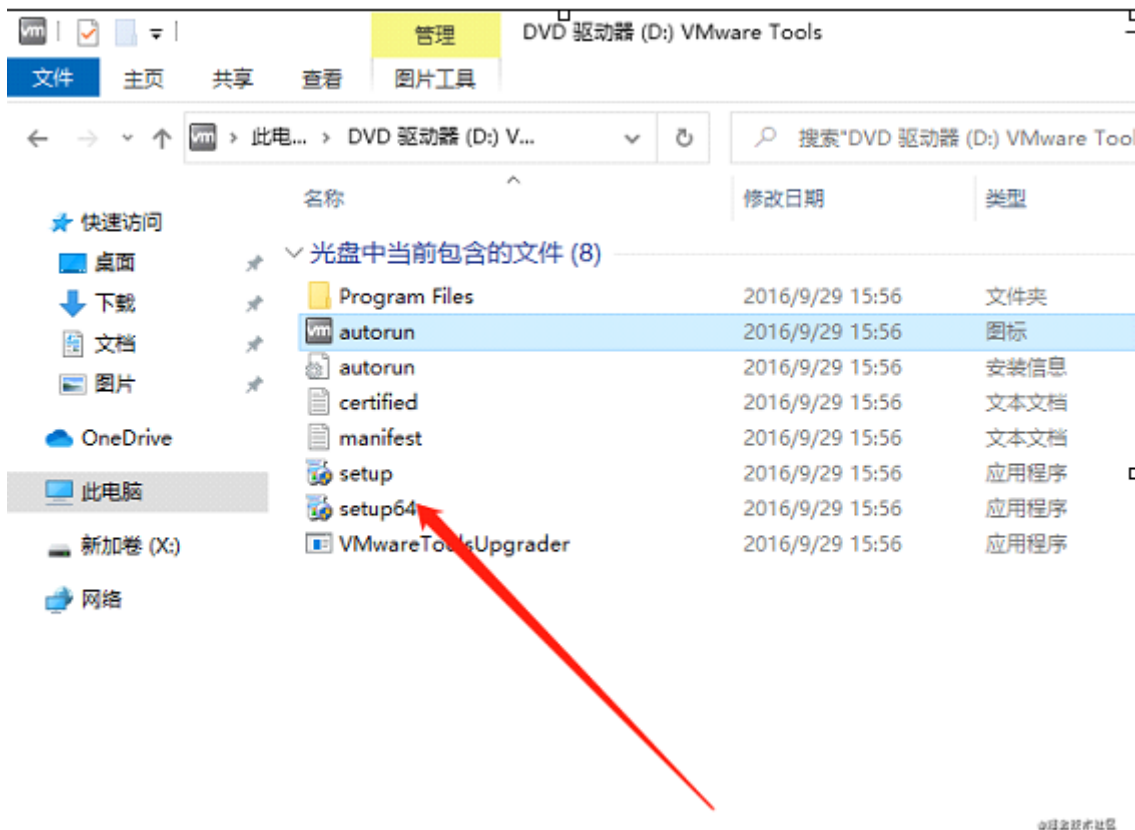 管理 DVD 驱动器 (D:) VMware Tools
文件 主页 共享 查看 图片工具
此电... › DVD 驱动器 (D:) V... 搜索"DVD 驱动器 (D:) VMware Tool
名称 修改日期 类型
快速访问
桌面
下载
文档
图片
OneDrive
此电脑
新加卷 (X:)
网络
光盘中当前包含的文件 (8)
Program Files 2016/9/29 15:56 文件夹
autorun 2016/9/29 15:56 图标
autorun 2016/9/29 15:56 安装信息
certified 2016/9/29 15:56 文本文档
manifest 2016/9/29 15:56 文本文档
setup 2016/9/29 15:56 应用程序
setup64 2016/9/29 15:56 应用程序
VMwareToolsUpgrader 2016/9/29 15:56 应用程序